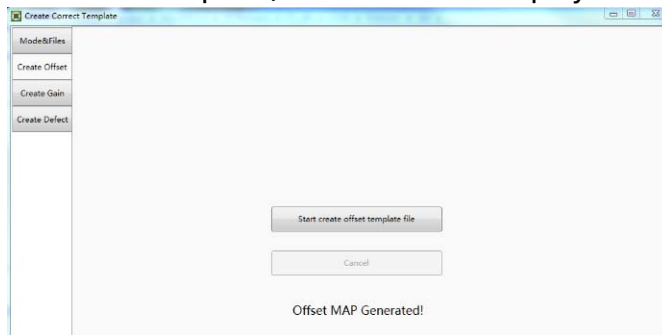 Create Correct Template
Mode&Files
Create Offset
Create Gain
Create Defect
Start create offset template file
Cancel
Offset MAP Generated!